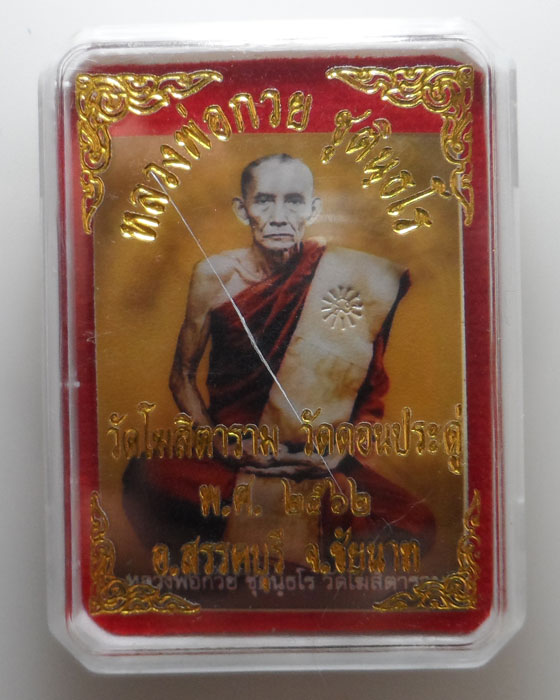 หลวงพ่อกวย ชุตินฺธโร
วัดโฆสิตาราม วัดดอนประดู่
พ.ศ. ๒๕๖๒
อ.สรรคบุรี จ.ชัยนาท
หลวงพ่อกวย ชุตินฺธโร วัดโฆสิตาราม